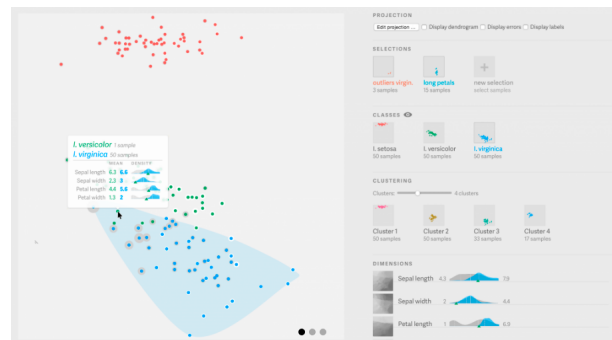 PROJECTION
Edit projection ... Display dendrogram Display errors Display labels
SELECTIONS
outliers virgin. long petals new selection
3 samples 15 samples select samples
CLASSES
I. setosa I. versicolor I. virginica
50 samples 50 samples 50 samples
CLUSTERING
Clusters: 4 clusters
Cluster 1 Cluster 2 Cluster 3 Cluster 4
50 samples 50 samples 33 samples 17 samples
DIMENSIONS
Sepal length 4.3 7.9
Sepal width 2 4.4
Petal length 1 6.9
I. versicolor 1 sample
I. virginica 50 samples
MEAN DENSITY
Sepal length 6.3 6.6
Sepal width 2.3 3
Petal length 4.4 5.6
Petal width 1.3 2